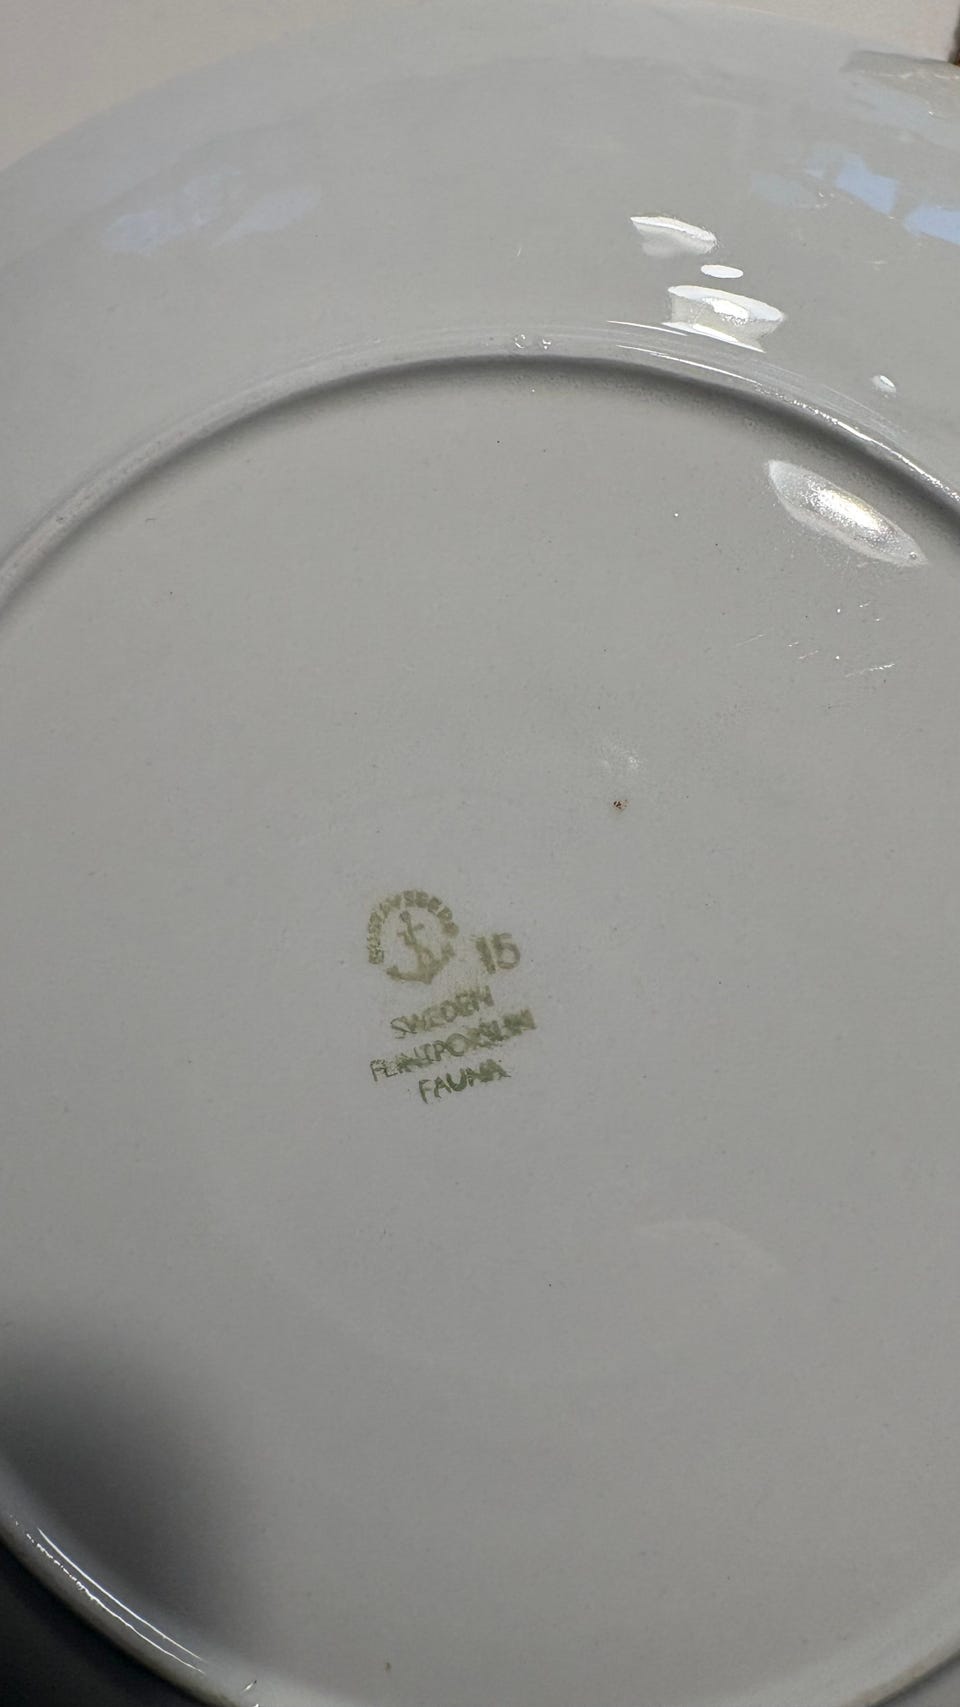 GUSTAVSBERG
15
SWEDEN
FLINTPORSLIN
FAUNA